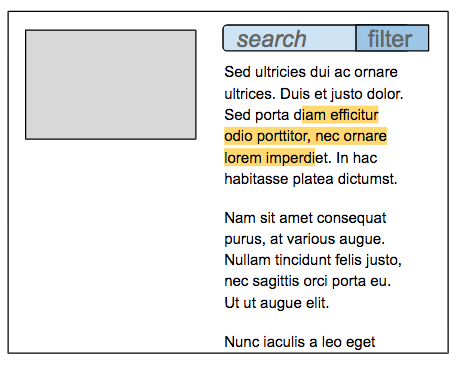 search filter
Sed ultricies dui ac ornare
ultrices. Duis et justo dolor.
Sed porta diam efficitur
odio porttitor, nec ornare
lorem imperdiet. In hac
habitasse platea dictumst.
Nam sit amet consequat
purus, at various augue.
Nullam tincidunt felis justo,
nec sagittis orci porta eu.
Ut ut augue elit.
Nunc iaculis a leo eget